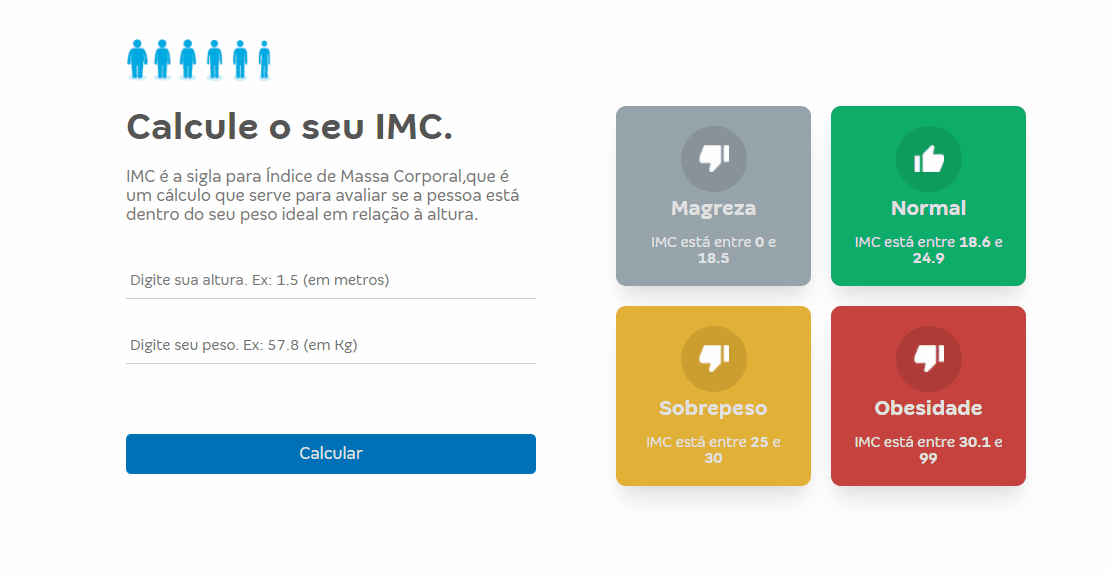 Calcule o seu IMC.
IMC é a sigla para Índice de Massa Corporal,que é
um cálculo que serve para avaliar se a pessoa está
dentro do seu peso ideal em relação à altura.
Digite sua altura. Ex: 1.5 (em metros)
Digite seu peso. Ex: 57.8 (em Kg)
Calcular
Magreza
IMC está entre 0 e
18.5
Normal
IMC está entre 18.6 e
24.9
Sobrepeso
IMC está entre 25 e
30
Obesidade
IMC está entre 30.1 e
99